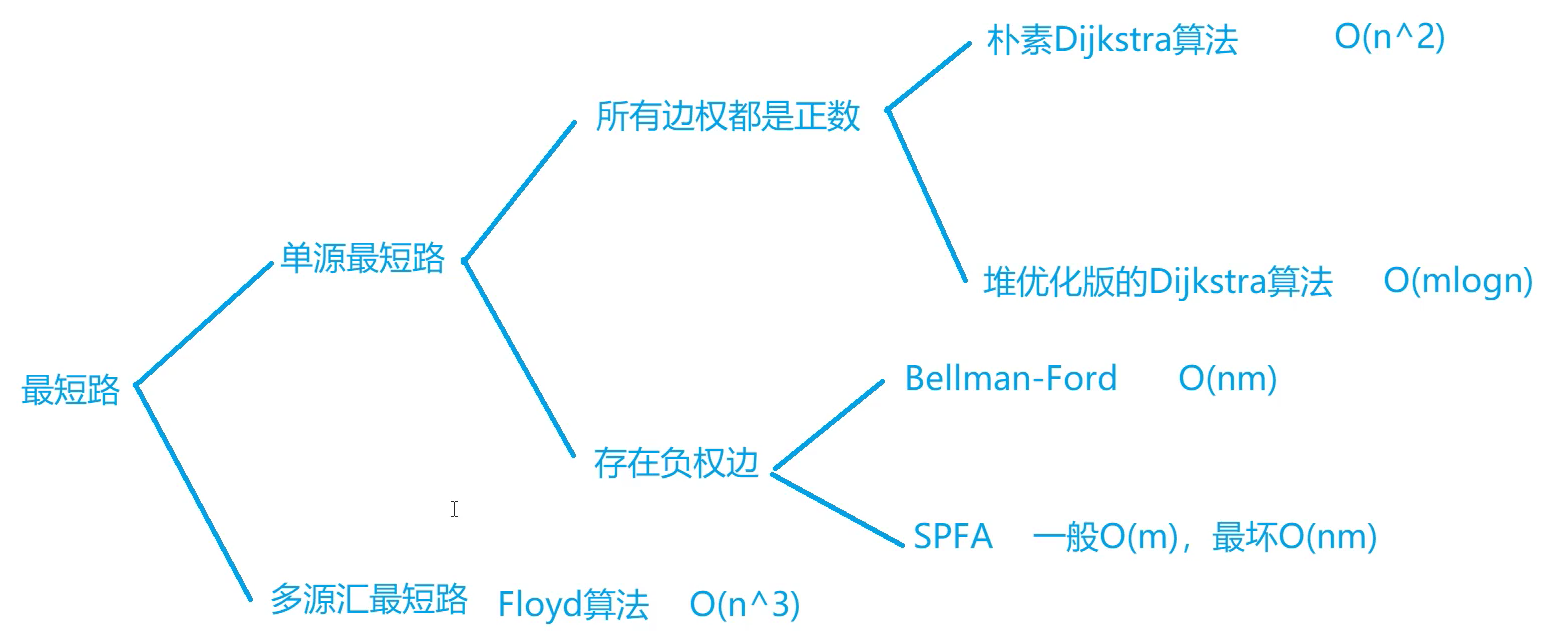 朴素Dijkstra算法 O(n^2)
所有边权都是正数
单源最短路
堆优化版的Dijkstra算法 O(mlogn)
最短路
Bellman-Ford O(nm)
存在负权边
SPFA 一般O(m)，最坏O(nm)
多源汇最短路 Floyd算法 O(n^3)